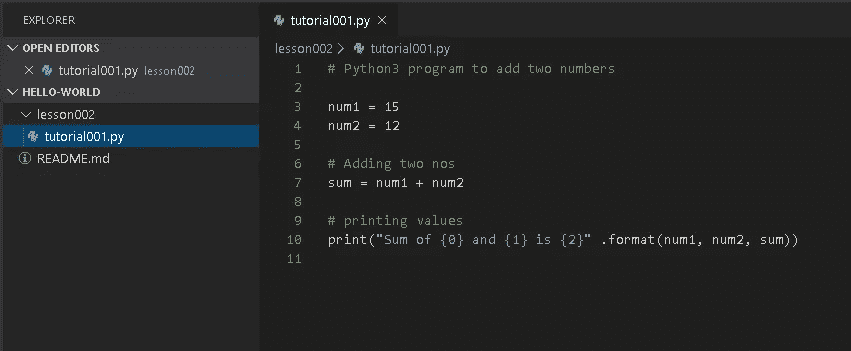 EXPLORER
OPEN EDITORS
tutorial001.py lesson002
HELLO-WORLD
lesson002
tutorial001.py
README.md
tutorial001.py
lesson002 > tutorial001.py
1 # Python3 program to add two numbers
2
3 num1 = 15
4 num2 = 12
5
6 # Adding two nos
7 sum = num1 + num2
8
9 # printing values
10 print("Sum of {0} and {1} is {2}" .format(num1, num2, sum))
11